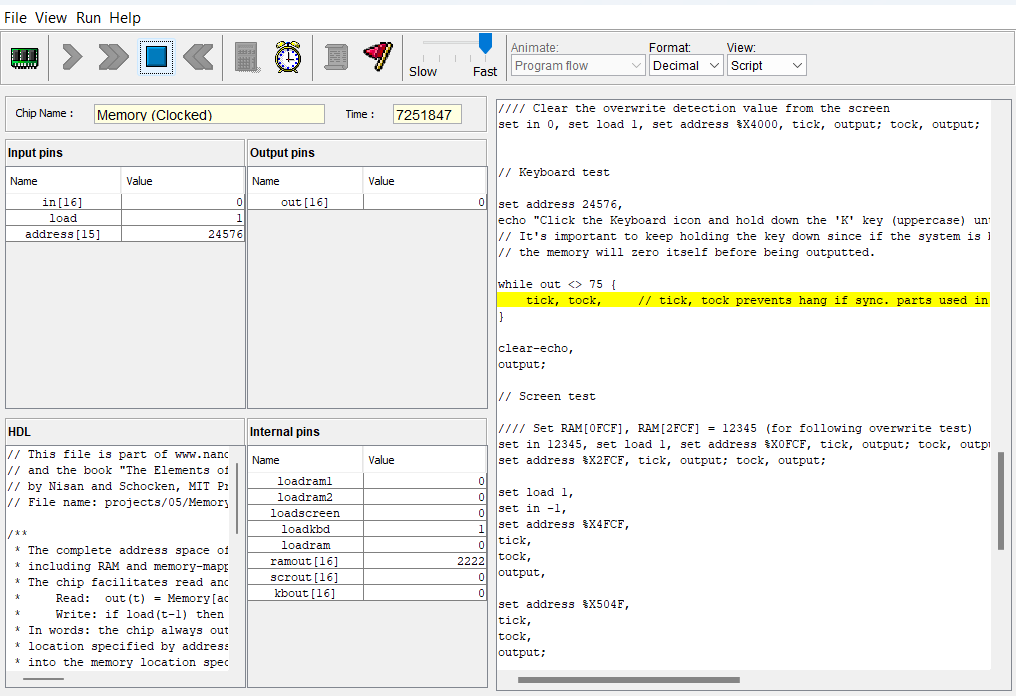 File View Run Help
Animate:
Program flow
Format:
Decimal
View:
Script
Slow
Fast
Chip Name :
Memory (Clocked)
Time :
7251847
Input pins
Name Value
in[16] 0
load 1
address[15] 24576
Output pins
Name Value
out[16] 0
HDL
// This file is part of www.nand
// and the book "The Elements of
// by Nisan and Schocken, MIT Pr
// File name: projects/05/Memory
/**
* The complete address space of
* including RAM and memory-mapp
* The chip facilitates read and
* Read: out(t) = Memory[ad
* Write: if load(t-1) then
* In words: the chip always out
* location specified by address
* into the memory location spec
Internal pins
Name Value
loadram1 0
loadram2 0
loadscreen 0
loadkbd 1
loadram 0
ramout[16] 2222
scrout[16] 0
kbout[16] 0
//// Clear the overwrite detection value from the screen
set in 0, set load 1, set address %X4000, tick, output; tock, output;
// Keyboard test
set address 24576,
echo "Click the Keyboard icon and hold down the 'K' key (uppercase) un
// It's important to keep holding the key down since if the system is
// the memory will zero itself before being outputted.
while out <> 75 {
tick, tock, // tick, tock prevents hang if sync. parts used in
}
clear-echo,
output;
// Screen test
//// Set RAM[0FCF], RAM[2FCF] = 12345 (for following overwrite test)
set in 12345, set load 1, set address %X0FCF, tick, output; tock, outpu
set address %X2FCF, tick, output; tock, output;
set load 1,
set in -1,
set address %X4FCF,
tick,
tock,
output,
set address %X504F,
tick,
tock,
output;